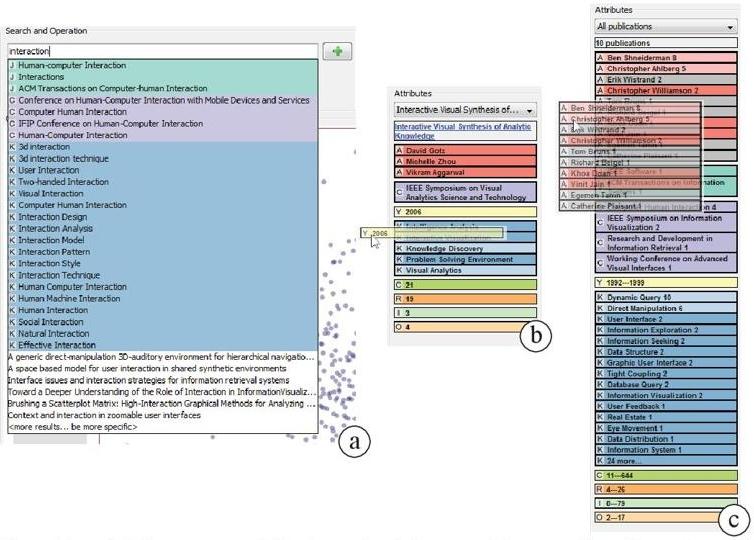 Search and Operation
interaction
J Human-computer Interaction
J Interactions
J ACM Transactions on Computer-human Interaction
C Conference on Human-Computer Interaction with Mobile Devices and Services
C Computer Human Interaction
C IFIP Conference on Human-Computer Interaction
C Human-Computer Interaction
K 3d interaction
K 3d interaction technique
K User Interaction
K Two-handed Interaction
K Visual Interaction
K Computer Human Interaction
K Interaction Design
K Interaction Analysis
K Interaction Model
K Interaction Pattern
K Interaction Style
K Interaction Technique
K Human Computer Interaction
K Human Machine Interaction
K Human Interaction
K Social Interaction
K Natural Interaction
K Effective Interaction
A generic direct-manipulation 3D-auditory environment for hierarchical navigatio...
A space based model for user interaction in shared synthetic environments
Interface issues and interaction strategies for information retrieval systems
Toward a Deeper Understanding of the Role of Interaction in InformationVisualiz...
Brushing a Scatterplot Matrix: High-Interaction Graphical Methods for Analyzing ...
Context and interaction in zoomable user interfaces
<more results... be more specific>
a
Attributes
Interactive Visual Synthesis of...
Interactive Visual Synthesis of Analytic
Knowledge
A David Gotz
A Michelle Zhou
A Vikram Aggarwal
C IEEE Symposium on Visual
Analytics Science and Technology
Y 2006
Y 2006
K Knowledge Discovery
K Problem Solving Environment
K Visual Analytics
C 21
R 19
I 3
O 4
b
Attributes
All publications
10 publications
A Ben Shneiderman 8
A Christopher Ahlberg 5
A Erik Wistrand 2
A Christopher Williamson 2
A Ben Shneiderman 8
A Christopher Ahlberg 5
A Erik Wistrand 2
A Christopher Williamson 2
A Tom Bruns 1
A Richard Beigel 1
A Khoa Doan 1
A Vinit Jain 1
A Egemen Tanin 1
A Catherine Plaisant 1
Human Interaction 4
C IEEE Symposium on Information
Visualization 2
C Research and Development in
Information Retrieval 1
C Working Conference on Advanced
Visual Interfaces 1
Y 1992---1999
K Dynamic Query 10
K Direct Manipulation 6
K User Interface 2
K Information Exploration 2
K Information Seeking 2
K Data Structure 2
K Graphic User Interface 2
K Tight Coupling 2
K Database Query 2
K Information Visualization 2
K User Feedback 1
K Real Estate 1
K Eye Movement 1
K Data Distribution 1
K Information System 1
K 24 more...
C 11---644
R 4---26
I 0---79
O 2---17
c